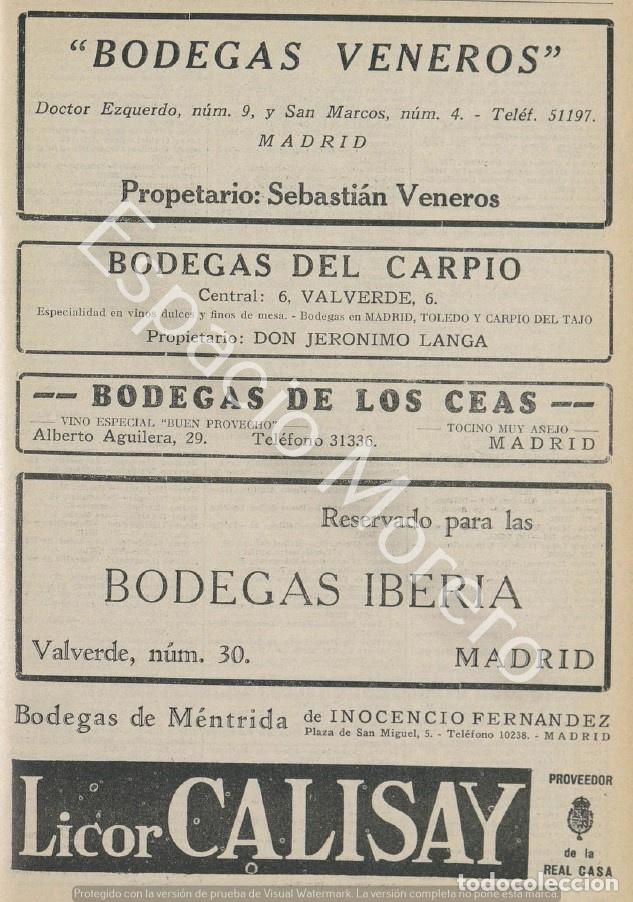 "BODEGAS VENEROS"
Doctor Ezquerdo, núm. 9, y San Marcos, núm. 4. - Teléf. 51197.
MADRID
Propetario: Sebastián Veneros
BODEGAS DEL CARPIO
Central: 6, VALVERDE, 6.
Especialidad en vinos dulces y finos de mesa. - Bodegas en MADRID, TOLEDO Y CARPIO DEL TAJO
Propietario: DON JERONIMO LANGA
-- BODEGAS DE LOS CEAS --
VINO ESPECIAL "BUEN PROVECHO" TOCINO MUY AÑEJO
Alberto Aguilera, 29. Teléfono 31336. MADRID
Reservado para las
BODEGAS IBERIA
Valverde, núm. 30. MADRID
Bodegas de Méntrida de INOCENCIO FERNANDEZ
Plaza de San Miguel, 5. - Teléfono 10238. - MADRID
Licor CALISAY
PROVEEDOR
de la
REAL CASA
Espacio Morero
Protegido con la versión de prueba de Visual Watermark. La versión completa no pone esta marca.
todocoleccion